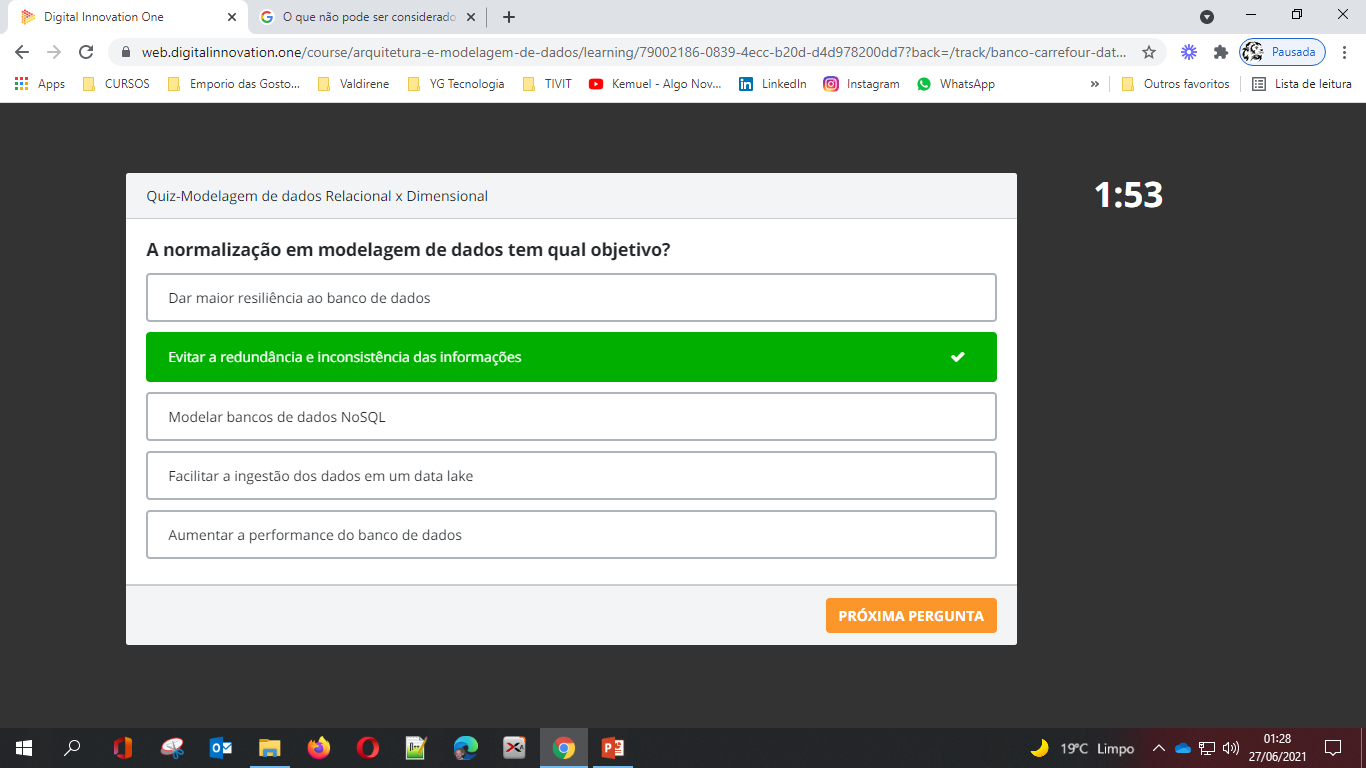 Digital Innovation One
O que não pode ser considerado
web.digitalinnovation.one/course/arquitetura-e-modelagem-de-dados/learning/79002186-0839-4ecc-b20d-d4d978200dd7?back=/track/banco-carrefour-dat...
Pausada
Apps
CURSOS
Emporio das Gosto...
Valdirene
YG Tecnologia
TIVIT
Kemuel - Algo Nov...
LinkedIn
Instagram
WhatsApp
»
Outros favoritos
Lista de leitura
Quiz-Modelagem de dados Relacional x Dimensional
1:53
A normalização em modelagem de dados tem qual objetivo?
Dar maior resiliência ao banco de dados
Evitar a redundância e inconsistência das informações
Modelar bancos de dados NoSQL
Facilitar a ingestão dos dados em um data lake
Aumentar a performance do banco de dados
PRÓXIMA PERGUNTA
19°C Limpo
01:28
27/06/2021